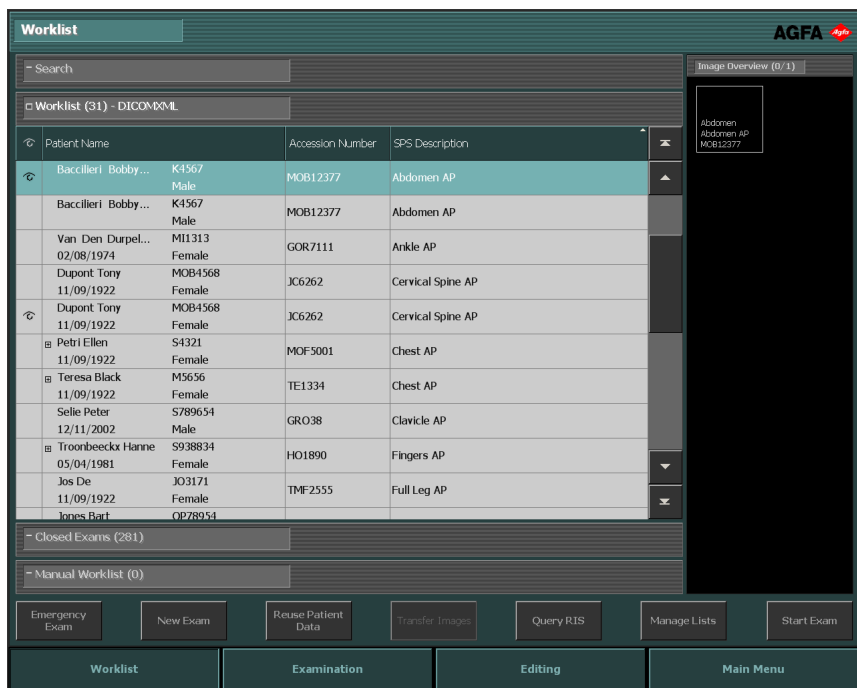 Worklist
AGFA
Agfa
Search
Image Overview (0/1)
Worklist (31) - DICOMXML
Abdomen
Abdomen AP
MOB12377
Patient Name Accession Number SPS Description
Baccilieri Bobby... K4567 MOB12377 Abdomen AP
Male
Baccilieri Bobby... K4567 MOB12377 Abdomen AP
Male
Van Den Durpel... MI1313 GOR7111 Ankle AP
02/08/1974 Female
Dupont Tony MOB4568 JC6262 Cervical Spine AP
11/09/1922 Female
Dupont Tony MOB4568 JC6262 Cervical Spine AP
11/09/1922 Female
Petri Ellen S4321 MOF5001 Chest AP
11/09/1922 Female
Teresa Black M5656 TE1334 Chest AP
11/09/1922 Female
Selie Peter S789654 GRO38 Clavicle AP
12/11/2002 Male
Troonbeeckx Hanne S938834 HO1890 Fingers AP
05/04/1981 Female
Jos De JO3171 TMF2555 Full Leg AP
11/09/1922 Female
Jones Bart OP78954
Closed Exams (281)
Manual Worklist (0)
Emergency Exam
New Exam
Reuse Patient Data
Transfer Images
Query RIS
Manage Lists
Start Exam
Worklist Examination Editing Main Menu